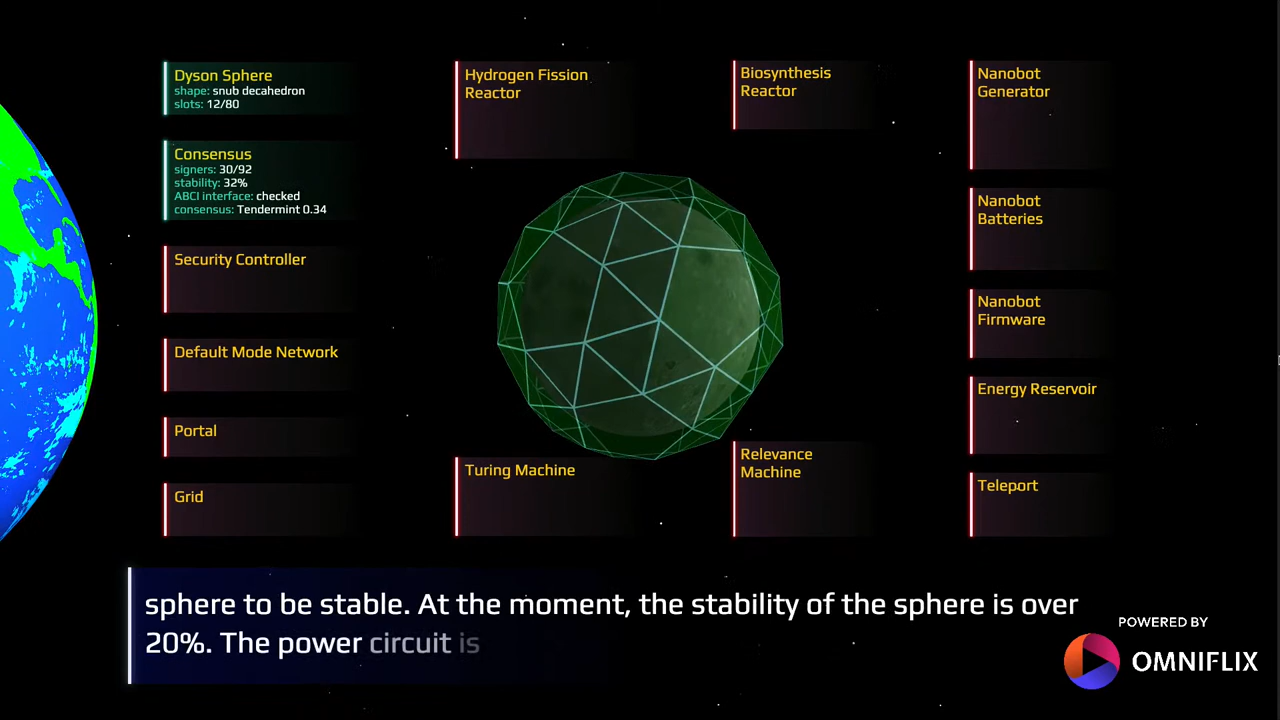 Dyson Sphere
shape: snub decahedron
slots: 12/80
Consensus
signers: 30/92
stability: 32%
ABCI interface: checked
consensus: Tendermint 0.34
Security Controller
Default Mode Network
Portal
Grid
Hydrogen Fission
Reactor
Turing Machine
Biosynthesis
Reactor
Relevance
Machine
Nanobot
Generator
Nanobot
Batteries
Nanobot
Firmware
Energy Reservoir
Teleport
sphere to be stable. At the moment, the stability of the sphere is over
20%. The power circuit is
POWERED BY
OMNIFLIX